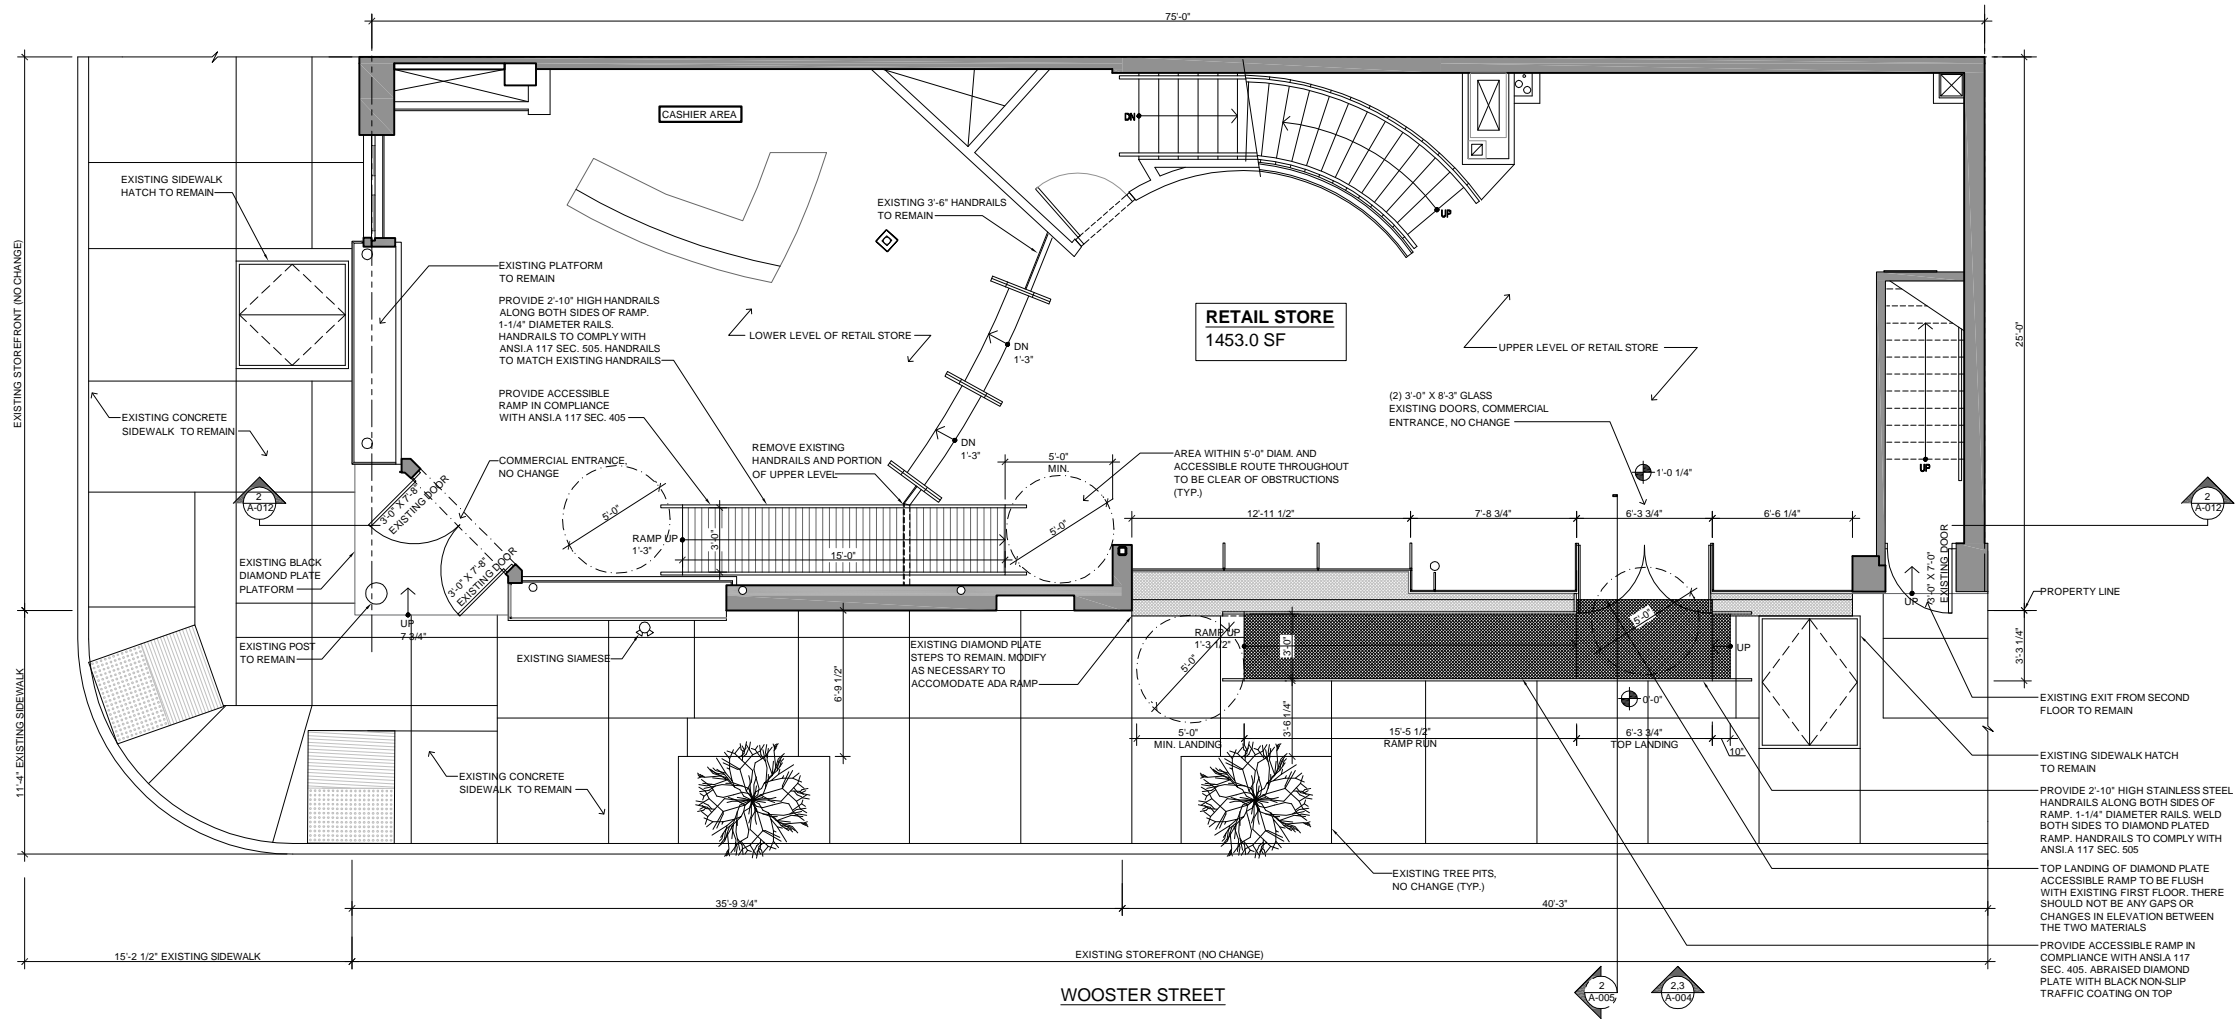 75'-0"
CASHIER AREA
DN
UP
EXISTING SIDEWALK
HATCH TO REMAIN
EXISTING 3'-6" HANDRAILS
TO REMAIN
EXISTING STOREFRONT (NO CHANGE)
EXISTING PLATFORM
TO REMAIN
PROVIDE 2'-10" HIGH HANDRAILS
ALONG BOTH SIDES OF RAMP.
1-1/4" DIAMETER RAILS.
HANDRAILS TO COMPLY WITH
ANSI.A 117 SEC. 505. HANDRAILS
TO MATCH EXISTING HANDRAILS
LOWER LEVEL OF RETAIL STORE
DN
1'-3"
RETAIL STORE
1453.0 SF
UPPER LEVEL OF RETAIL STORE
25'-0"
PROVIDE ACCESSIBLE
RAMP IN COMPLIANCE
WITH ANSI.A 117 SEC. 405
(2) 3'-0" X 8'-3" GLASS
EXISTING DOORS, COMMERCIAL
ENTRANCE, NO CHANGE
EXISTING CONCRETE
SIDEWALK TO REMAIN
COMMERCIAL ENTRANCE,
NO CHANGE
REMOVE EXISTING
HANDRAILS AND PORTION
OF UPPER LEVEL
DN
1'-3"
5'-0"
MIN.
AREA WITHIN 5'-0" DIAM. AND
ACCESSIBLE ROUTE THROUGHOUT
TO BE CLEAR OF OBSTRUCTIONS
(TYP.)
1'-0 1/4"
UP
2
A-012
2
A-012
3'-0" X 7'-8"
EXISTING DOOR
5'-0"
5'-0"
12'-11 1/2"
7'-8 3/4"
6'-3 3/4"
6'-6 1/4"
RAMP UP
1'-3"
3'-0"
15'-0"
3'-0" X 7'-8"
EXISTING DOOR
3'-0" X 7'-0"
EXISTING DOOR
UP
EXISTING BLACK
DIAMOND PLATE
PLATFORM
PROPERTY LINE
UP
7 3/4"
5'-0"
EXISTING POST
TO REMAIN
EXISTING SIAMESE
EXISTING DIAMOND PLATE
STEPS TO REMAIN. MODIFY
AS NECESSARY TO
ACCOMODATE ADA RAMP
RAMP UP
1'-3 1/2"
3'-0"
5'-0"
UP
3'-3 1/4"
6'-9 1/2"
0'-0"
EXISTING EXIT FROM SECOND
FLOOR TO REMAIN
3'-6 1/4"
5'-0"
MIN. LANDING
15'-5 1/2"
RAMP RUN
6'-3 3/4"
TOP LANDING
10"
11'-4" EXISTING SIDEWALK
EXISTING CONCRETE
SIDEWALK TO REMAIN
EXISTING SIDEWALK HATCH
TO REMAIN
PROVIDE 2'-10" HIGH STAINLESS STEEL
HANDRAILS ALONG BOTH SIDES OF
RAMP. 1-1/4" DIAMETER RAILS. WELD
BOTH SIDES TO DIAMOND PLATED
RAMP. HANDRAILS TO COMPLY WITH
ANSI.A 117 SEC. 505
EXISTING TREE PITS,
NO CHANGE (TYP.)
TOP LANDING OF DIAMOND PLATE
ACCESSIBLE RAMP TO BE FLUSH
WITH EXISTING FIRST FLOOR. THERE
SHOULD NOT BE ANY GAPS OR
CHANGES IN ELEVATION BETWEEN
THE TWO MATERIALS
35'-9 3/4"
40'-3"
15'-2 1/2" EXISTING SIDEWALK
EXISTING STOREFRONT (NO CHANGE)
PROVIDE ACCESSIBLE RAMP IN
COMPLIANCE WITH ANSI.A 117
SEC. 405. ABRAISED DIAMOND
PLATE WITH BLACK NON-SLIP
TRAFFIC COATING ON TOP
WOOSTER STREET
2
A-005
2,3
A-004